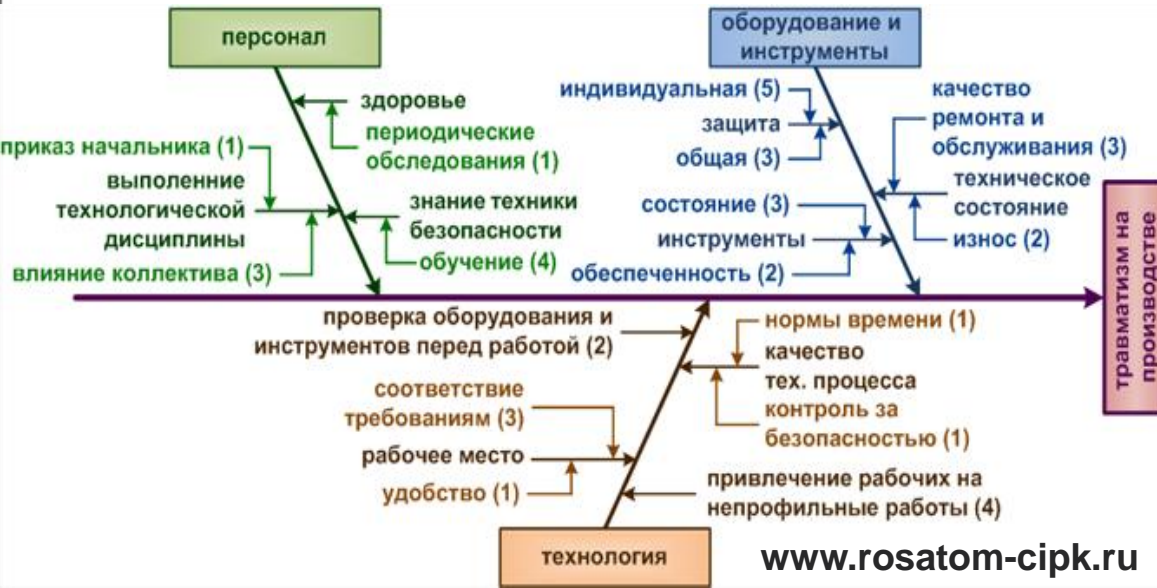 персонал
здоровье
периодические
обследования (1)
приказ начальника (1)
выполенние
технологической
дисциплины
влияние коллектива (3)
знание техники
безопасности
обучение (4)
оборудование и
инструменты
индивидуальная (5)
защита
общая (3)
качество
ремонта и
обслуживания (3)
техническое
состояние
износ (2)
состояние (3)
инструменты
обеспеченность (2)
травматизм на
производстве
проверка оборудования и
инструментов перед работой (2)
нормы времени (1)
качество
тех. процесса
контроль за
безопасностью (1)
соответствие
требованиям (3)
рабочее место
удобство (1)
привлечение рабочих на
непрофильные работы (4)
технология
www.rosatom-cipk.ru